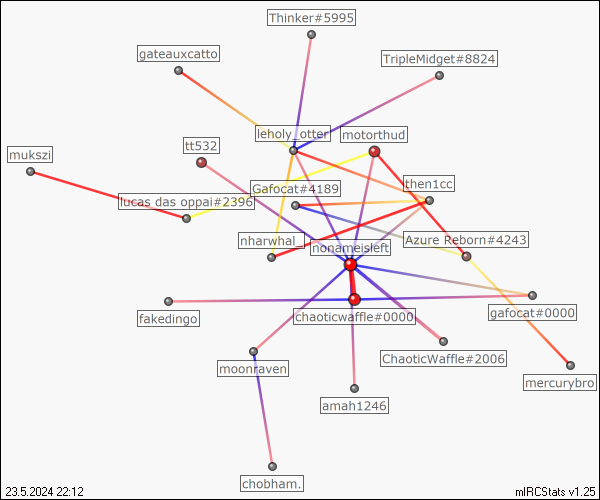 Thinker#5995
gateauxcatto
TripleMidget#8824
leholy_otter
motorthud
tt532
mukszi
then1cc
Gafocat#4189
lucas das oppai#2396
nharwhal_
Azure Reborn#4243
nonameisleft
gafocat#0000
chaoticwaffle#0000
fakedingo
ChaoticWaffle#2006
moonraven
mercurybro
amah1246
chobham.
23.5.2024 22:12
mIRCStats v1.25